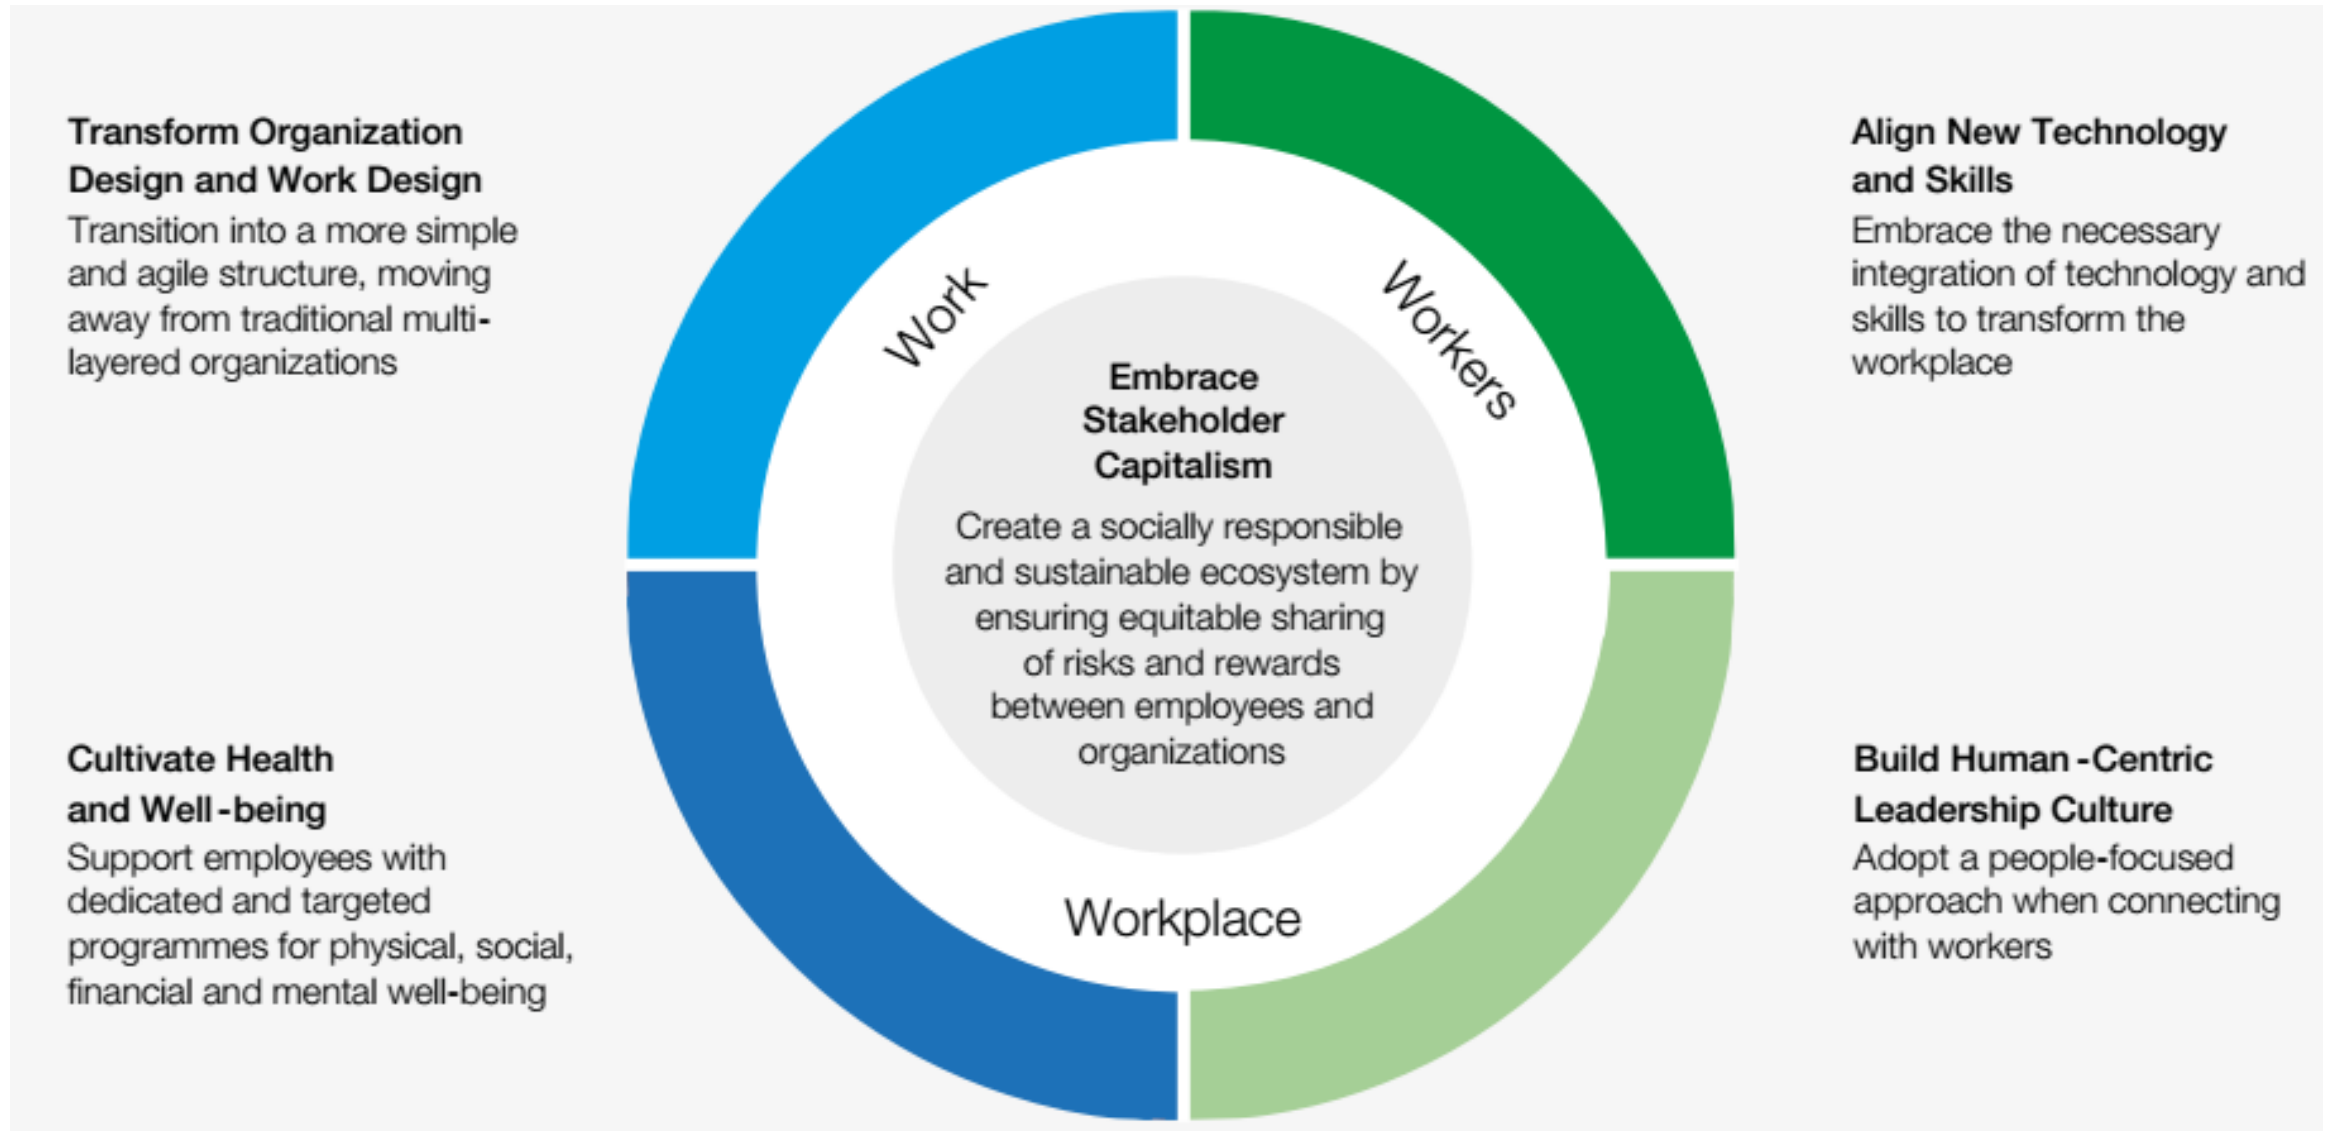 Transform Organization
Design and Work Design
Transition into a more simple
and agile structure, moving
away from traditional multi-
layered organizations
Align New Technology
and Skills
Embrace the necessary
integration of technology and
skills to transform the
workplace
Work
Workers
Embrace
Stakeholder
Capitalism
Create a socially responsible
and sustainable ecosystem by
ensuring equitable sharing
of risks and rewards
between employees and
organizations
Workplace
Cultivate Health
and Well-being
Support employees with
dedicated and targeted
programmes for physical, social,
financial and mental well-being
Build Human-Centric
Leadership Culture
Adopt a people-focused
approach when connecting
with workers